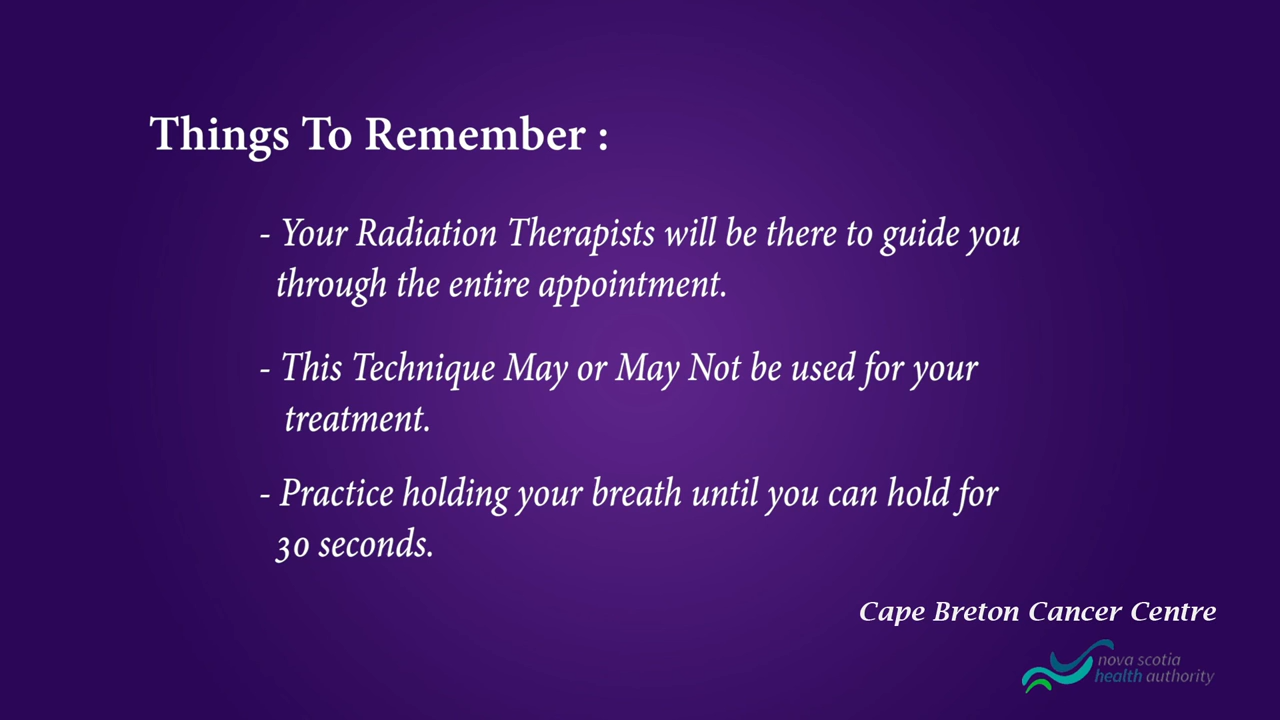 Things To Remember :
- Your Radiation Therapists will be there to guide you
through the entire appointment.
- This Technique May or May Not be used for your
treatment.
- Practice holding your breath until you can hold for
30 seconds.
Cape Breton Cancer Centre
nova scotia
health authority